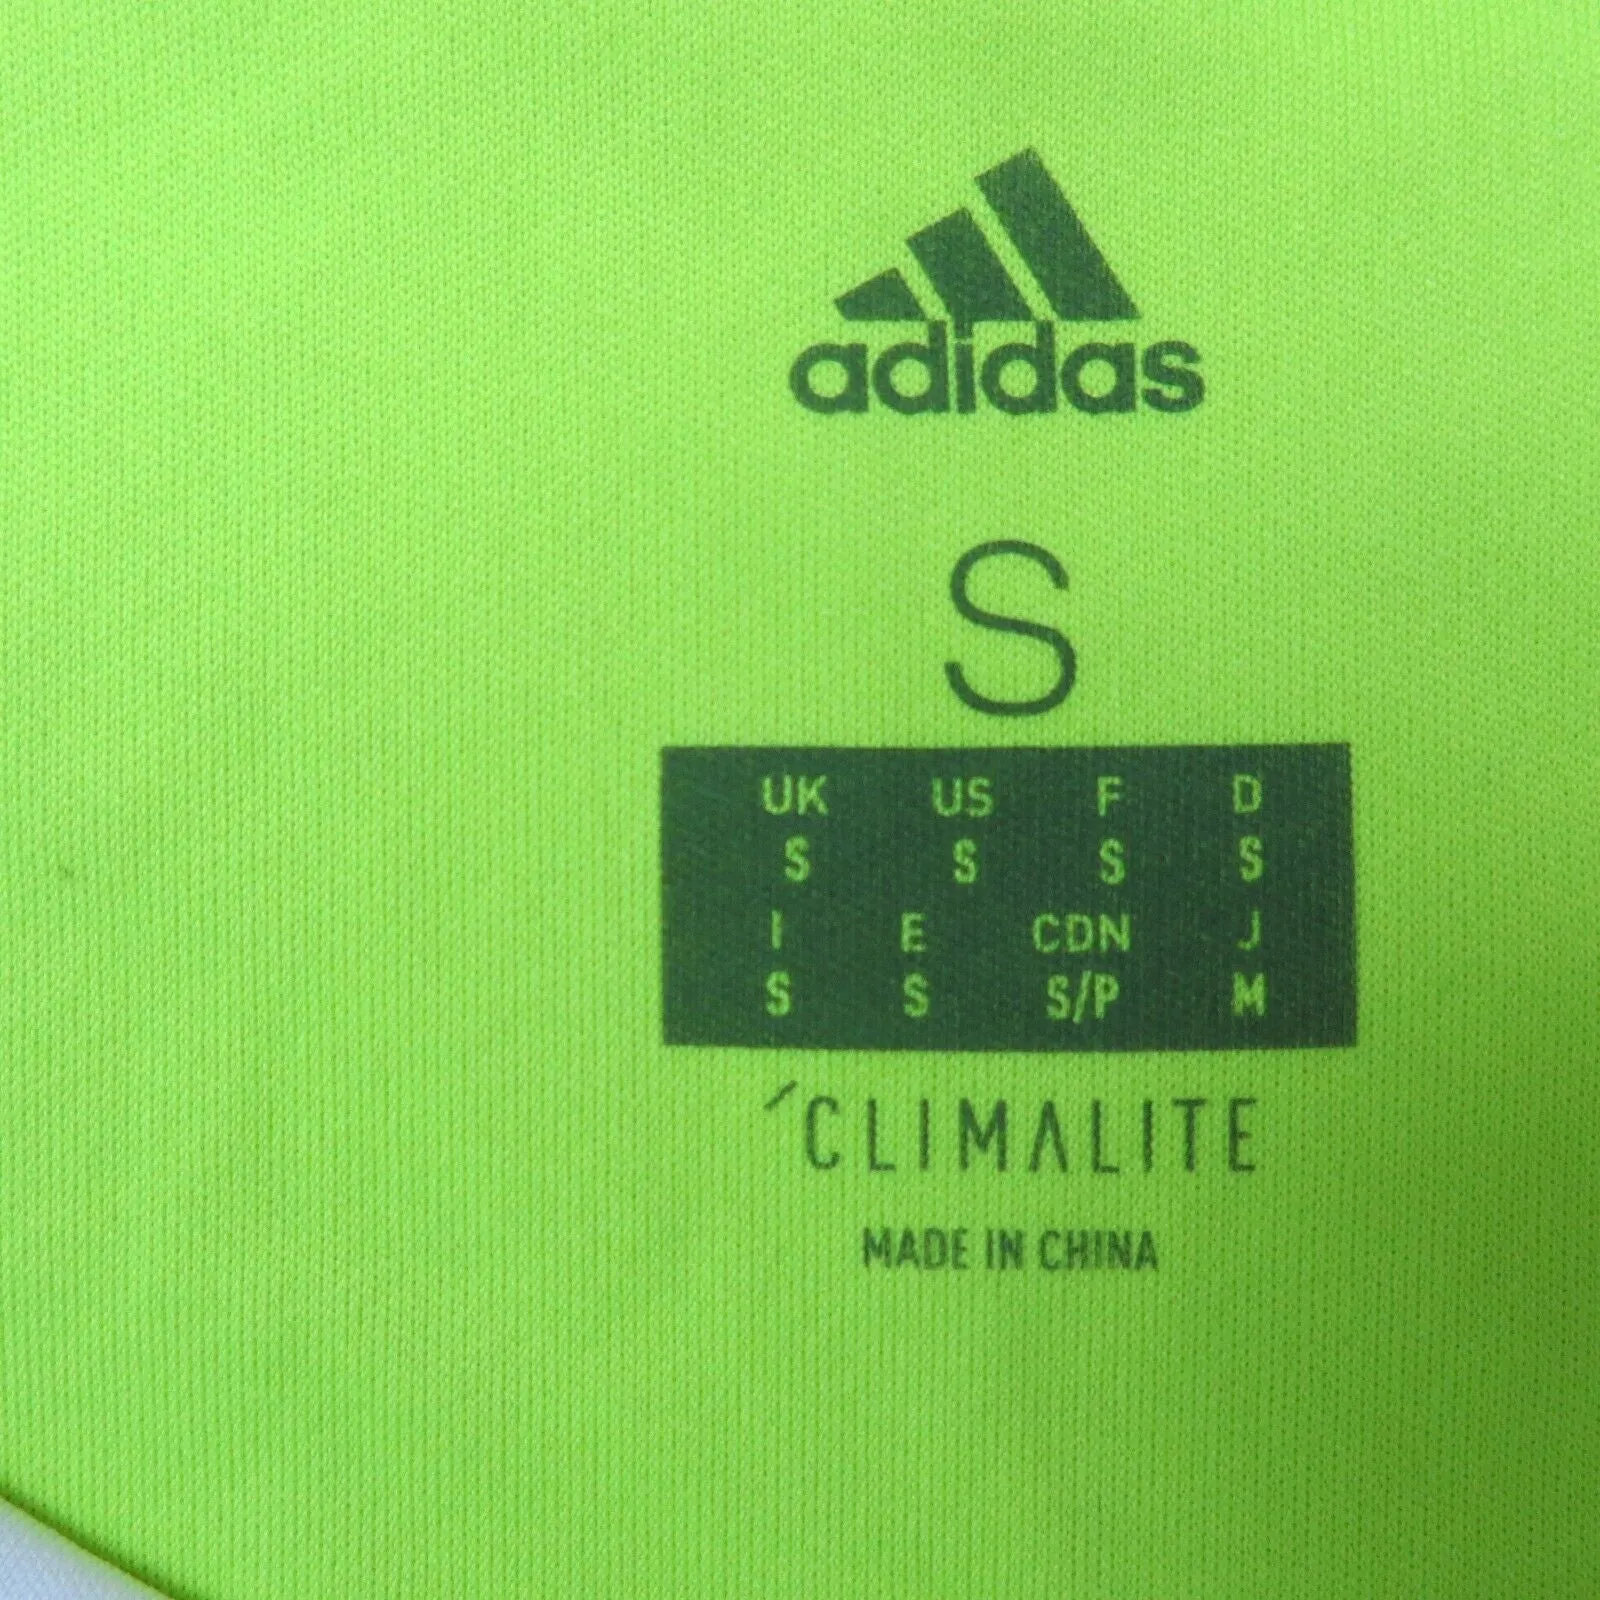 adidas
S
UK US F D
S S S S
I E CDN J
S S S/P M
´CLIMALITE
MADE IN CHINA